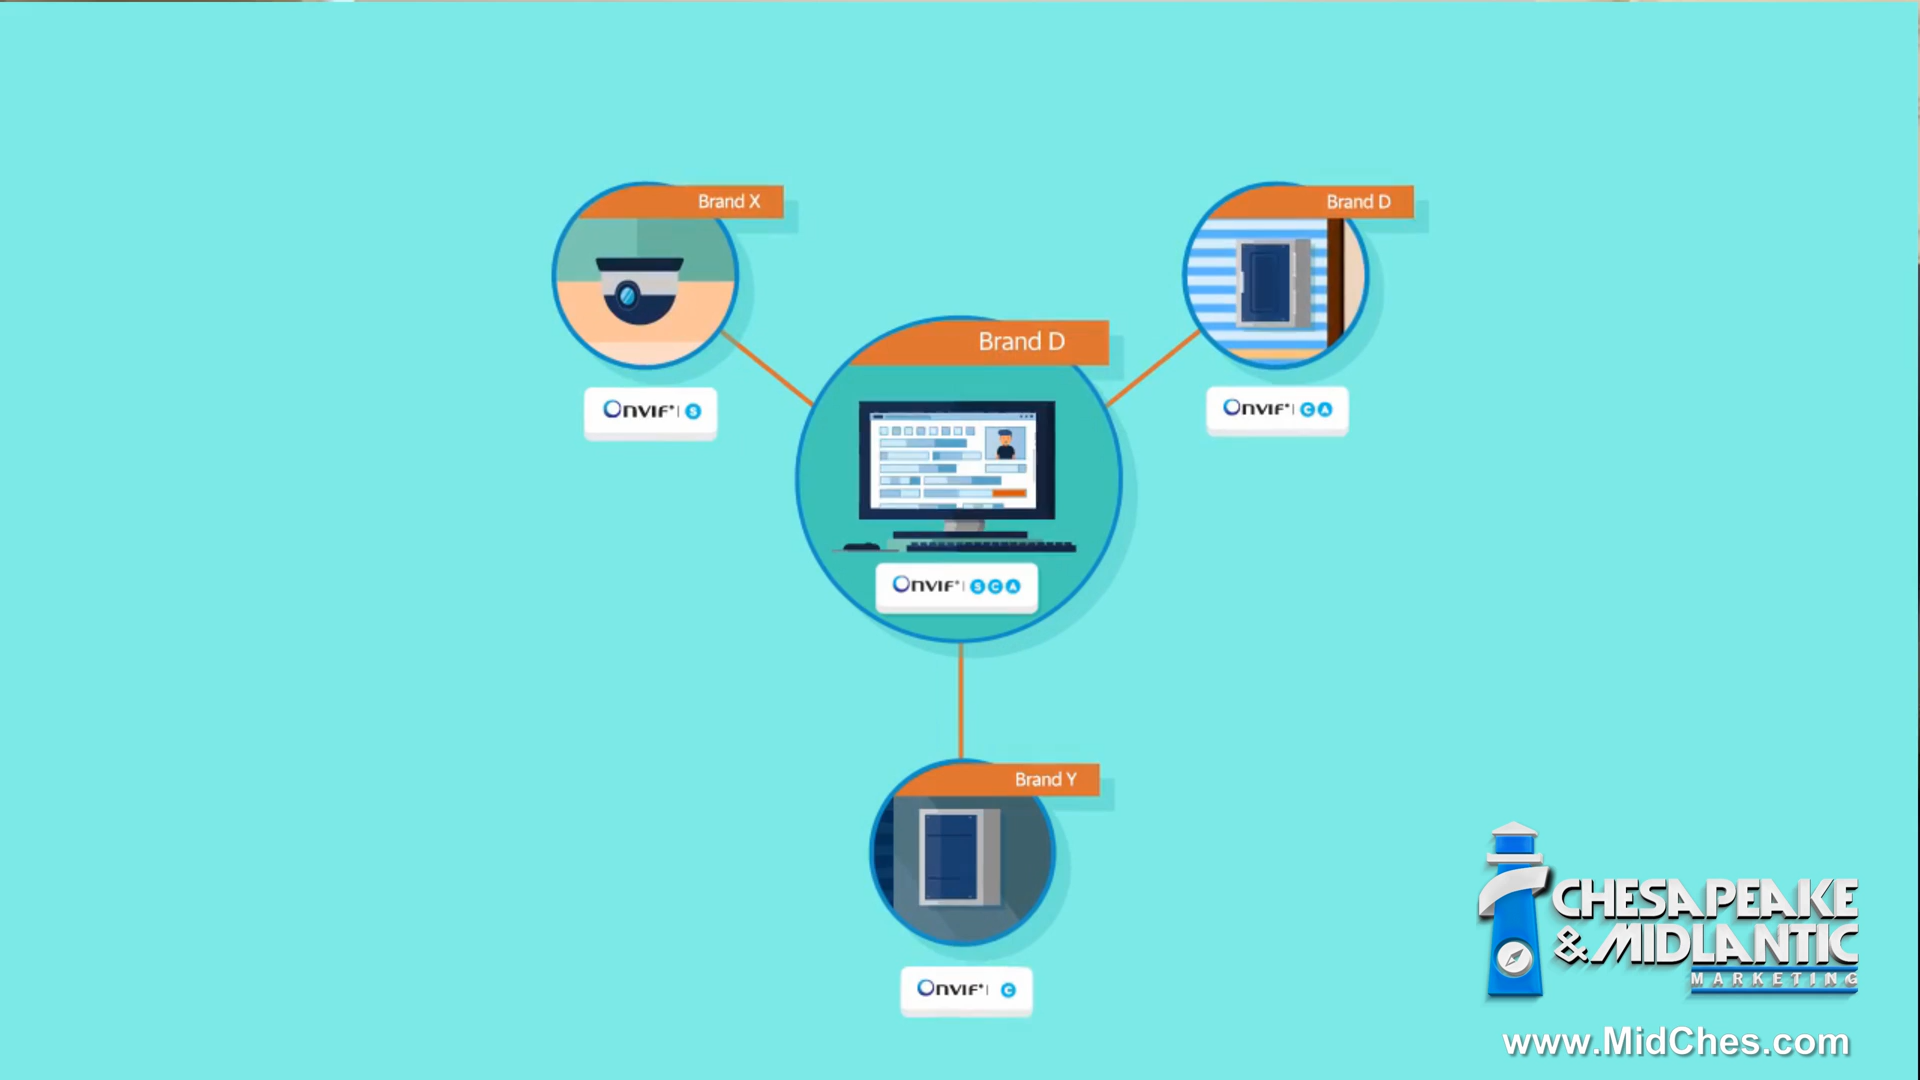 Brand X
Brand D
Brand D
ONVIF® | S
ONVIF® | C A
ONVIF® | S C A
Brand Y
ONVIF® | C
CHESAPEAKE
& MIDLANTIC
MARKETING
www.MidChes.com